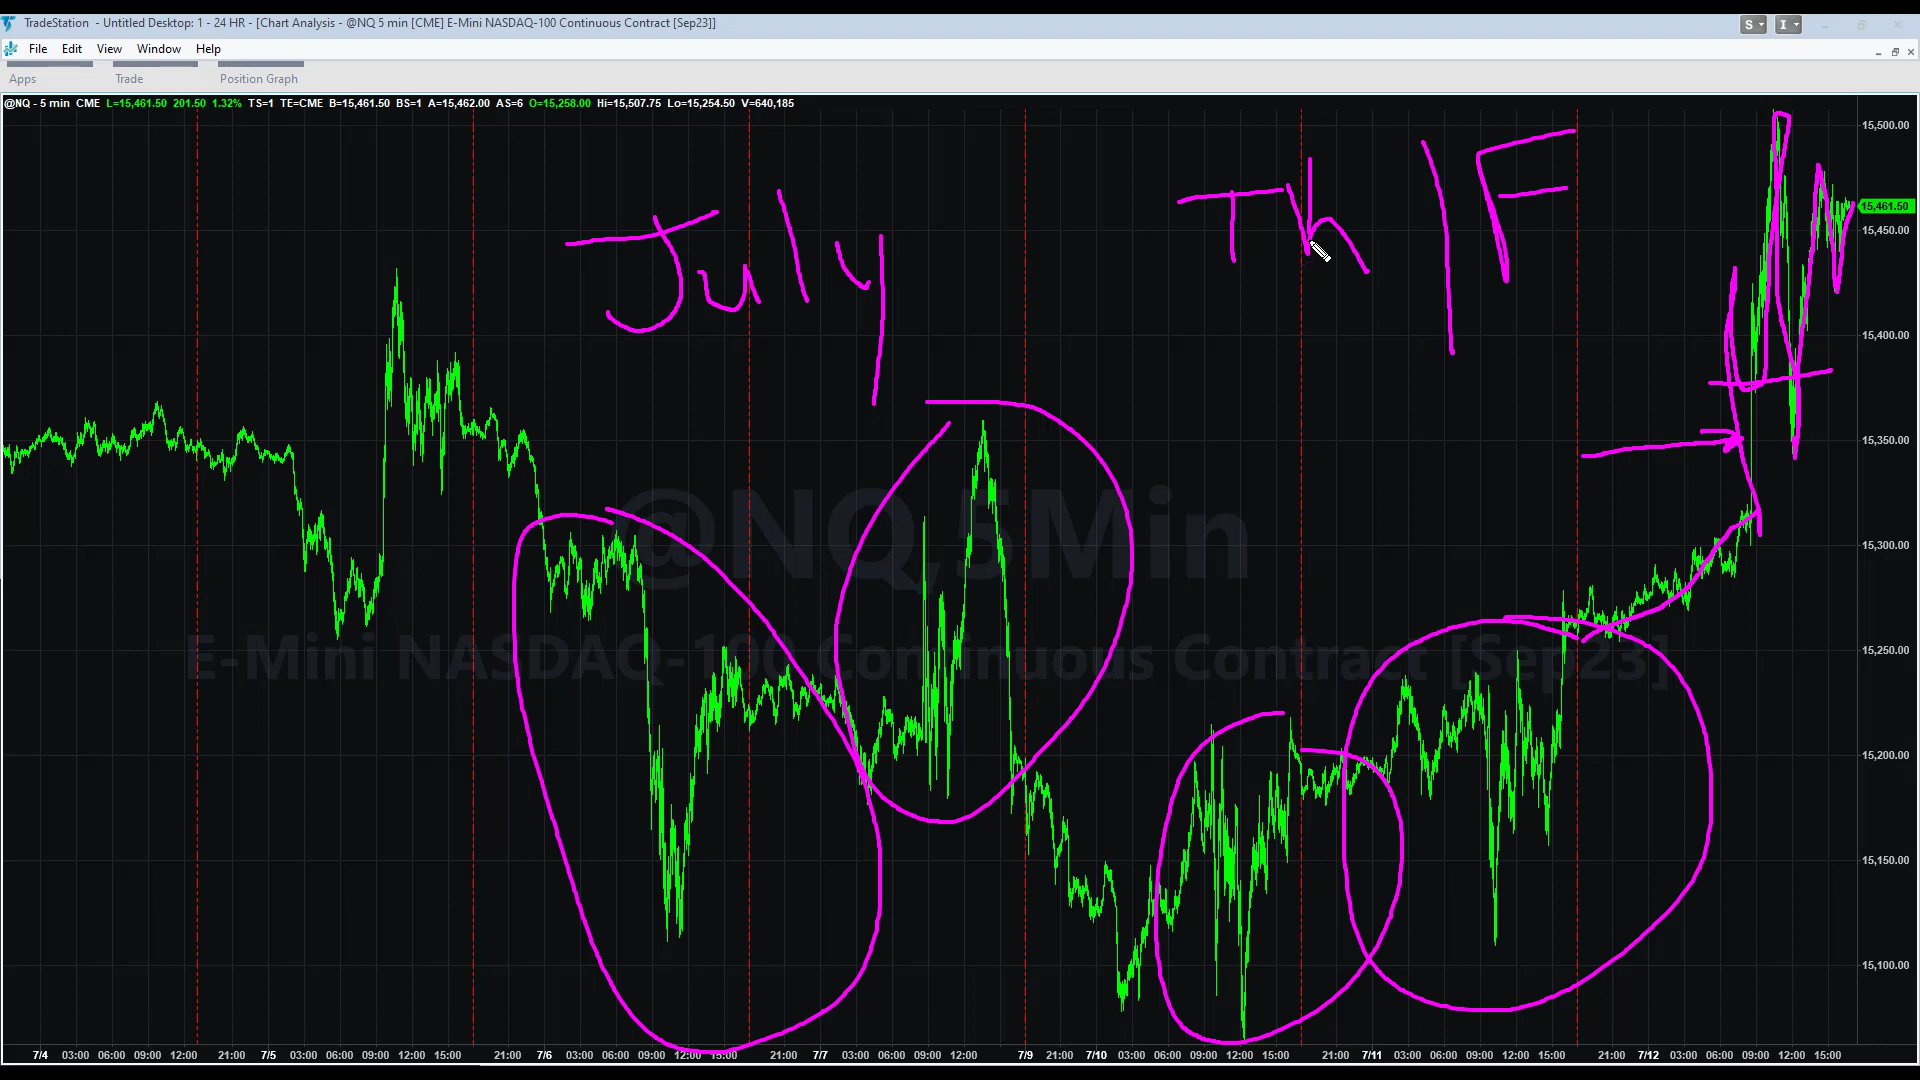 TradeStation - Untitled Desktop: 1 - 24 HR - [Chart Analysis - @NQ 5 min [CME] E-Mini NASDAQ-100 Continuous Contract [Sep23]]
S I
File Edit View Window Help
Apps Trade Position Graph
@NQ - 5 min CME L=15,461.50 201.50 1.32% TS=1 TE=CME B=15,461.50 BS=1 A=15,462.00 AS=6 O=15,258.00 Hi=15,507.75 Lo=15,254.50 V=640,185
15,500.00
Th/F
15,461.50
15,450.00
July
15,400.00
15,350.00
@NQ,5Min
15,300.00
E-Mini NASDAQ-100 Continuous Contract [Sep23]
15,250.00
15,200.00
15,150.00
15,100.00
7/4 03:00 06:00 09:00 12:00 21:00 7/5 03:00 06:00 09:00 12:00 15:00 21:00 7/6 03:00 06:00 09:00 12:00 15:00 21:00 7/7 03:00 06:00 09:00 12:00 7/9 21:00 7/10 03:00 06:00 09:00 12:00 15:00 21:00 7/11 03:00 06:00 09:00 12:00 15:00 21:00 7/12 03:00 06:00 09:00 12:00 15:00